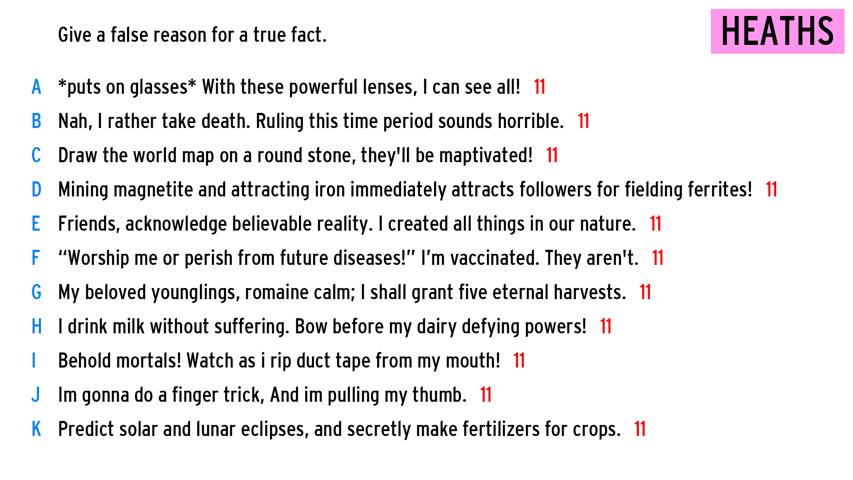 Give a false reason for a true fact.
HEATHS
A *puts on glasses* With these powerful lenses, I can see all! 11
B Nah, I rather take death. Ruling this time period sounds horrible. 11
C Draw the world map on a round stone, they'll be maptivated! 11
D Mining magnetite and attracting iron immediately attracts followers for fielding ferrites! 11
E Friends, acknowledge believable reality. I created all things in our nature. 11
F “Worship me or perish from future diseases!” I’m vaccinated. They aren't. 11
G My beloved younglings, romaine calm; I shall grant five eternal harvests. 11
H I drink milk without suffering. Bow before my dairy defying powers! 11
I Behold mortals! Watch as i rip duct tape from my mouth! 11
J Im gonna do a finger trick, And im pulling my thumb. 11
K Predict solar and lunar eclipses, and secretly make fertilizers for crops. 11